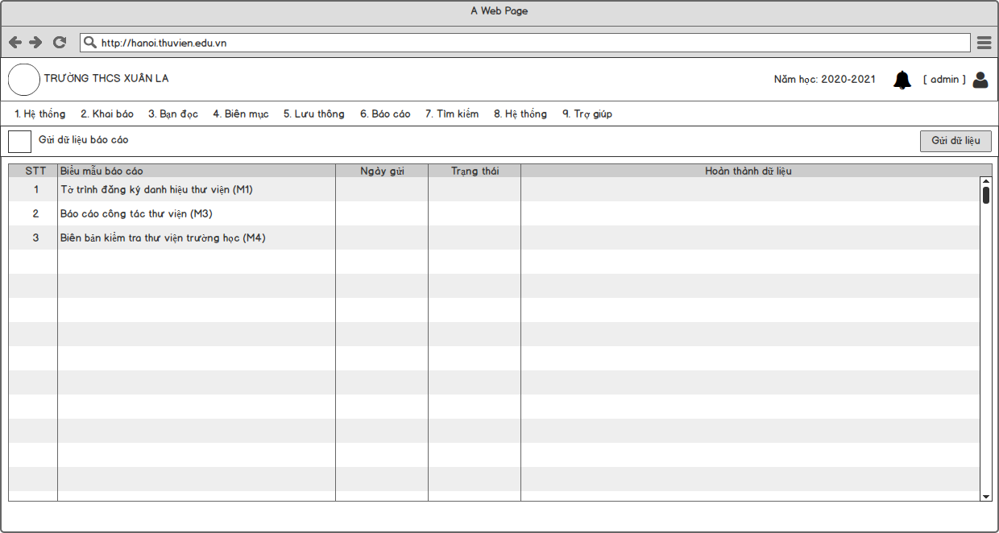 A Web Page
http://hanoi.thuvien.edu.vn
TRƯỜNG THCS XUÂN LA
Năm học: 2020-2021
[ admin ]
1. Hệ thống 2. Khai báo 3. Bạn đọc 4. Biên mục 5. Lưu thông 6. Báo cáo 7. Tìm kiếm 8. Hệ thống 9. Trợ giúp
Gửi dữ liệu báo cáo
Gửi dữ liệu
STT Biểu mẫu báo cáo Ngày gửi Trạng thái Hoàn thành dữ liệu
1 Tờ trình đăng ký danh hiệu thư viện (M1)
2 Báo cáo công tác thư viện (M3)
3 Biên bản kiểm tra thư viện trường học (M4)